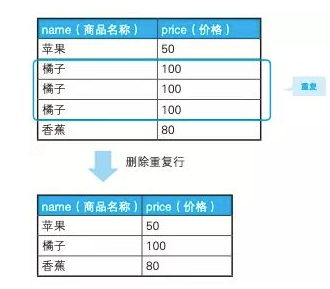 name（商品名称） price（价格）
苹果 50
橘子 100
橘子 100
重复
橘子 100
香蕉 80
删除重复行
name（商品名称） price（价格）
苹果 50
橘子 100
香蕉 80